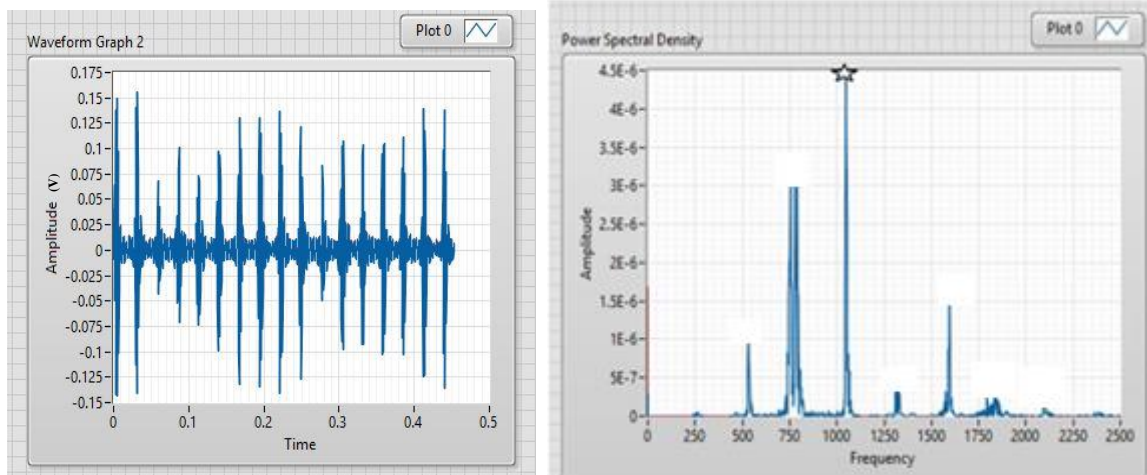 Plot 0
Waveform Graph 2
0.175
0.15
0.125
0.1
0.075
0.05
0.025
0
-0.025
-0.05
-0.075
-0.1
-0.125
-0.15
Amplitude (V)
0 0.1 0.2 0.3 0.4 0.5
Time
Plot 0
Power Spectral Density
4.5E-6
4E-6
3.5E-6
3E-6
2.5E-6
2E-6
1.5E-6
1E-6
5E-7
0
Amplitude
0 250 500 750 1000 1250 1500 1750 2000 2250 2500
Frequency